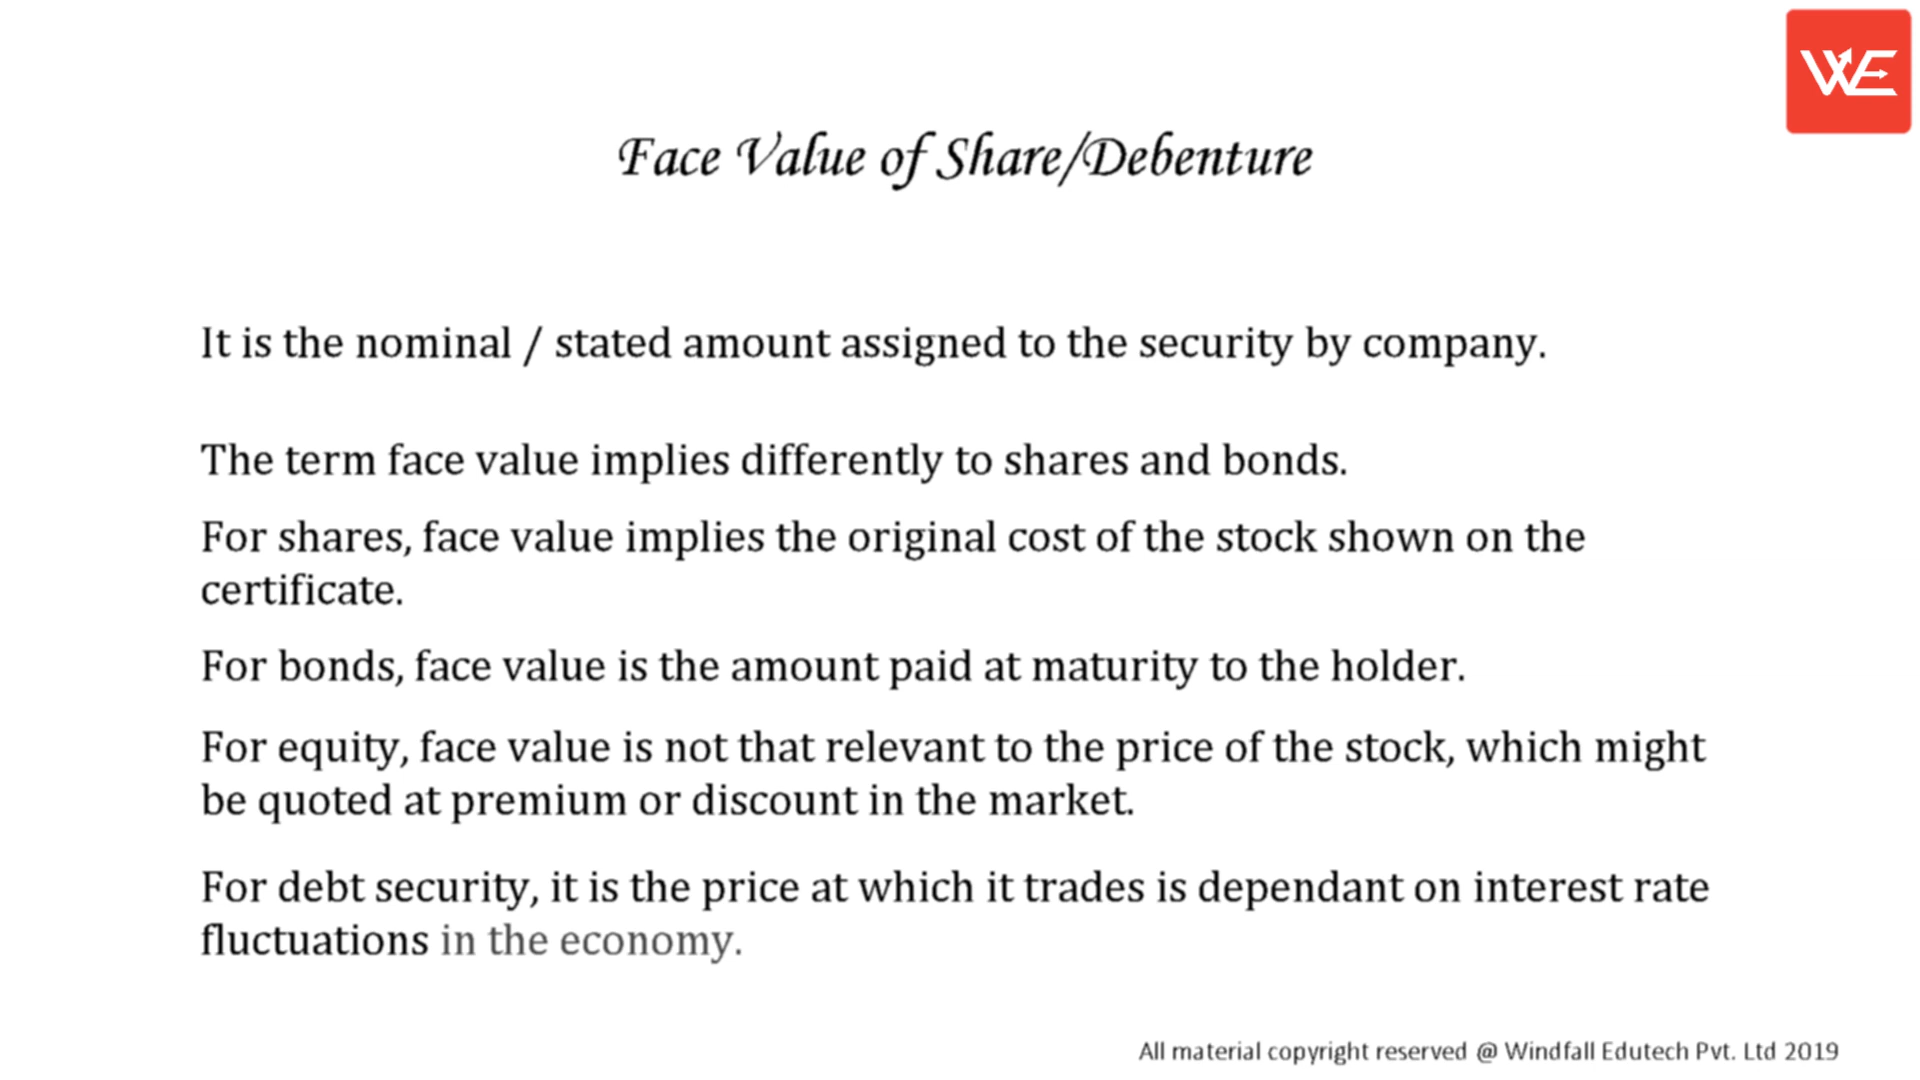 WE
Face Value of Share/Debenture
It is the nominal / stated amount assigned to the security by company.
The term face value implies differently to shares and bonds.
For shares, face value implies the original cost of the stock shown on the
certificate.
For bonds, face value is the amount paid at maturity to the holder.
For equity, face value is not that relevant to the price of the stock, which might
be quoted at premium or discount in the market.
For debt security, it is the price at which it trades is dependant on interest rate
fluctuations in the economy.
All material copyright reserved @ Windfall Edutech Pvt. Ltd 2019